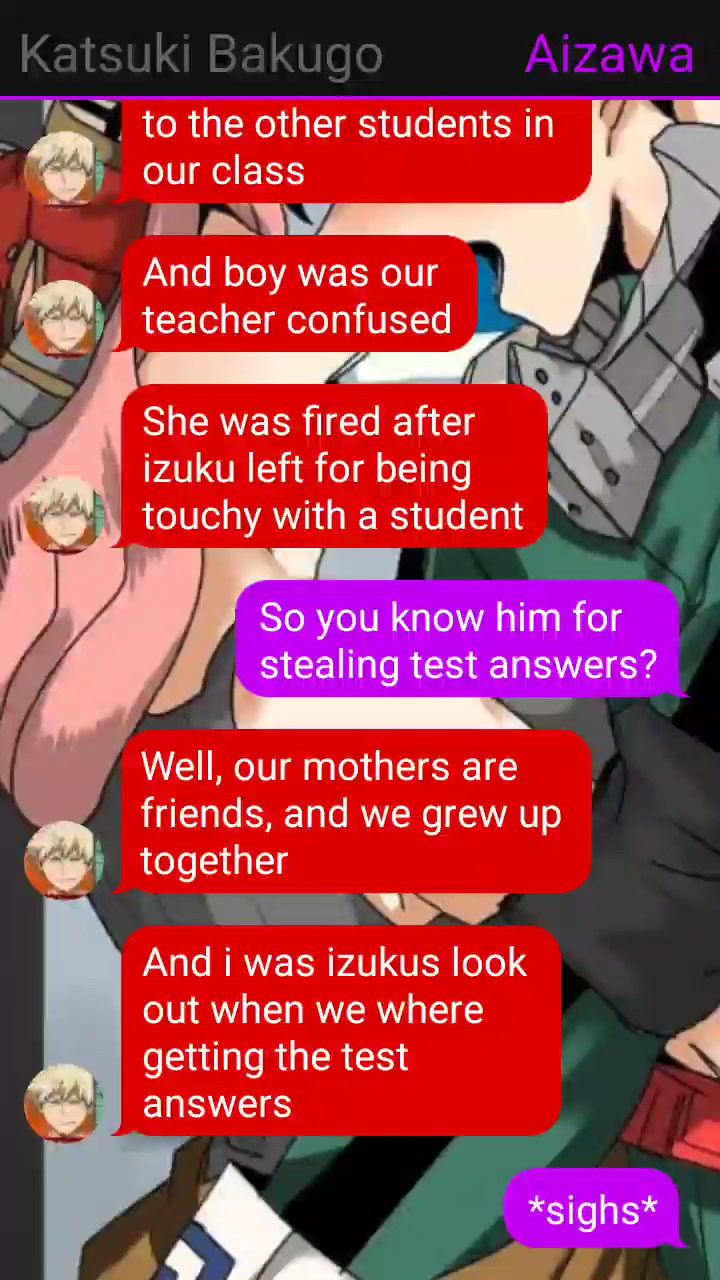 Katsuki Bakugo
Aizawa
to the other students in
our class
And boy was our
teacher confused
She was fired after
izuku left for being
touchy with a student
So you know him for
stealing test answers?
Well, our mothers are
friends, and we grew up
together
And i was izukus look
out when we where
getting the test
answers
*sighs*